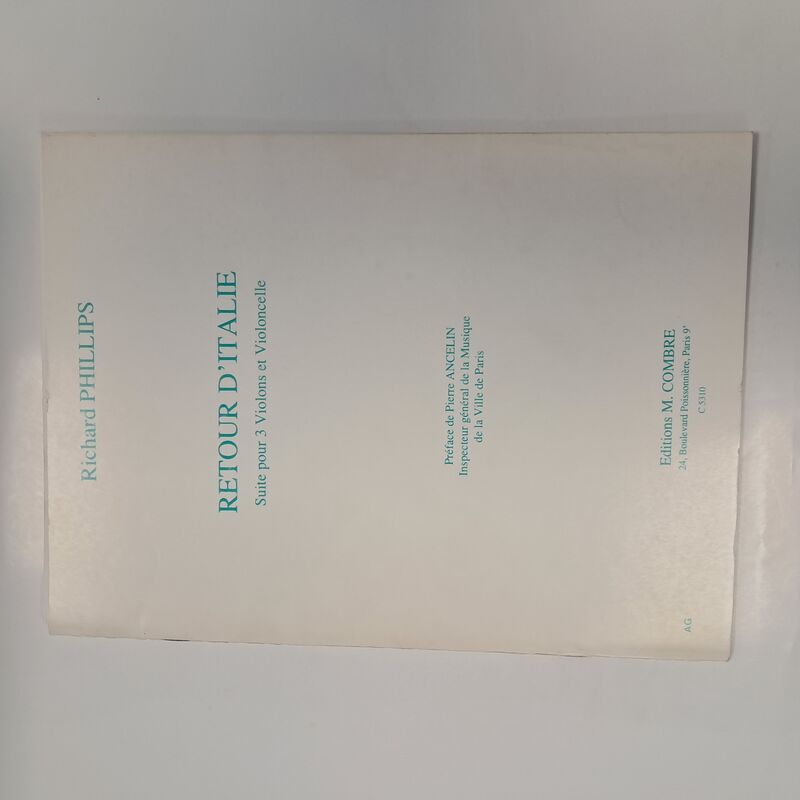 Richard PHILLIPS
RETOUR D'ITALIE
Suite pour 3 Violons et Violoncelle
Préface de Pierre ANCELIN
Inspecteur général de la Musique
de la Ville de Paris
Editions M. COMBRE
24, Boulevard Poissonnière, Paris 9e
C 5310
AG